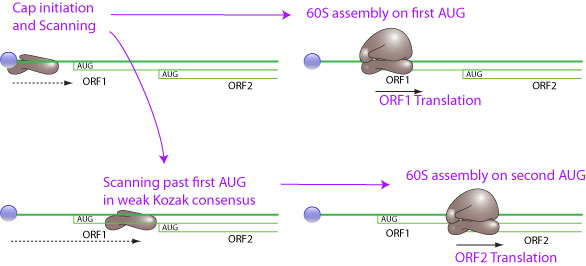 Cap initiation
and Scanning
60S assembly on first AUG
AUG
ORF1
ORF2
ORF1
ORF2
ORF1 Translation
Scanning past first AUG
in weak Kozak consensus
60S assembly on second AUG
AUG
AUG
ORF1
AUG
ORF2
AUG
ORF1
ORF2
ORF2 Translation